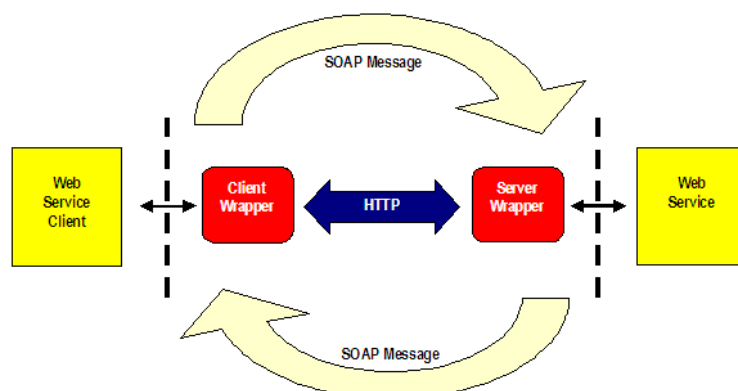 SOAP Message
Web
Service
Client
Client
Wrapper
HTTP
Server
Wrapper
Web
Service
SOAP Message